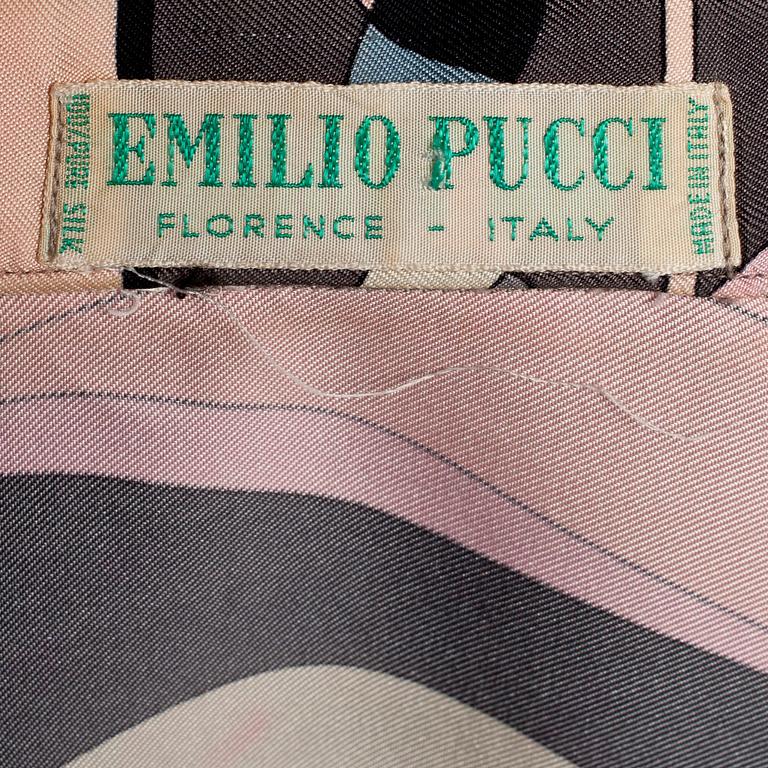 EMILIO PUCCI
FLORENCE - ITALY
100% PURE SILK
MADE IN ITALY